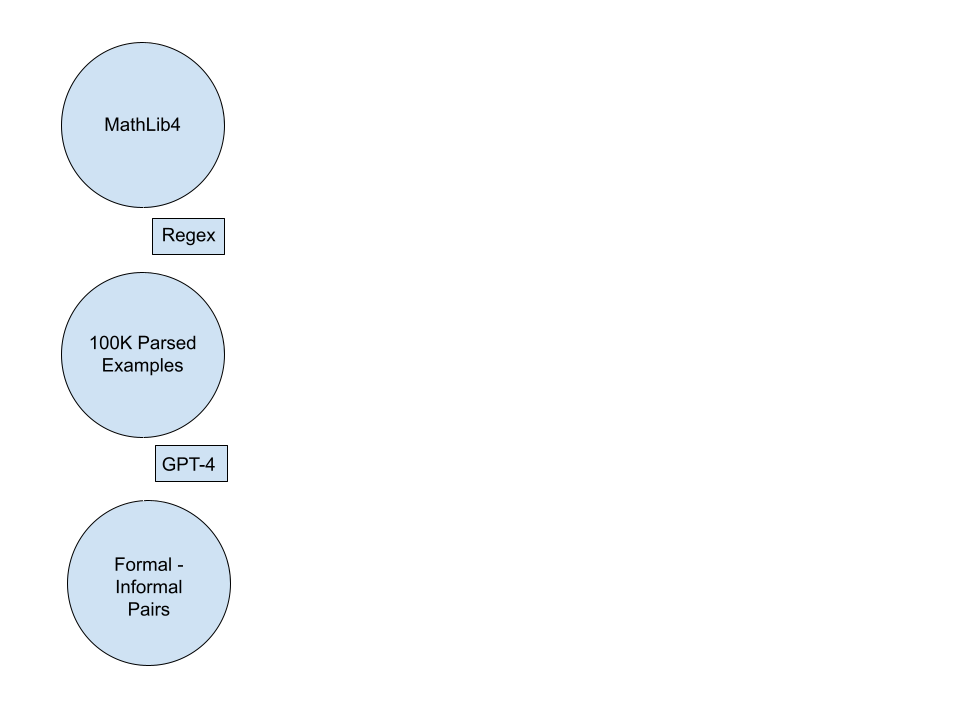 MathLib4
Regex
100K Parsed
Examples
GPT-4
Formal -
Informal
Pairs